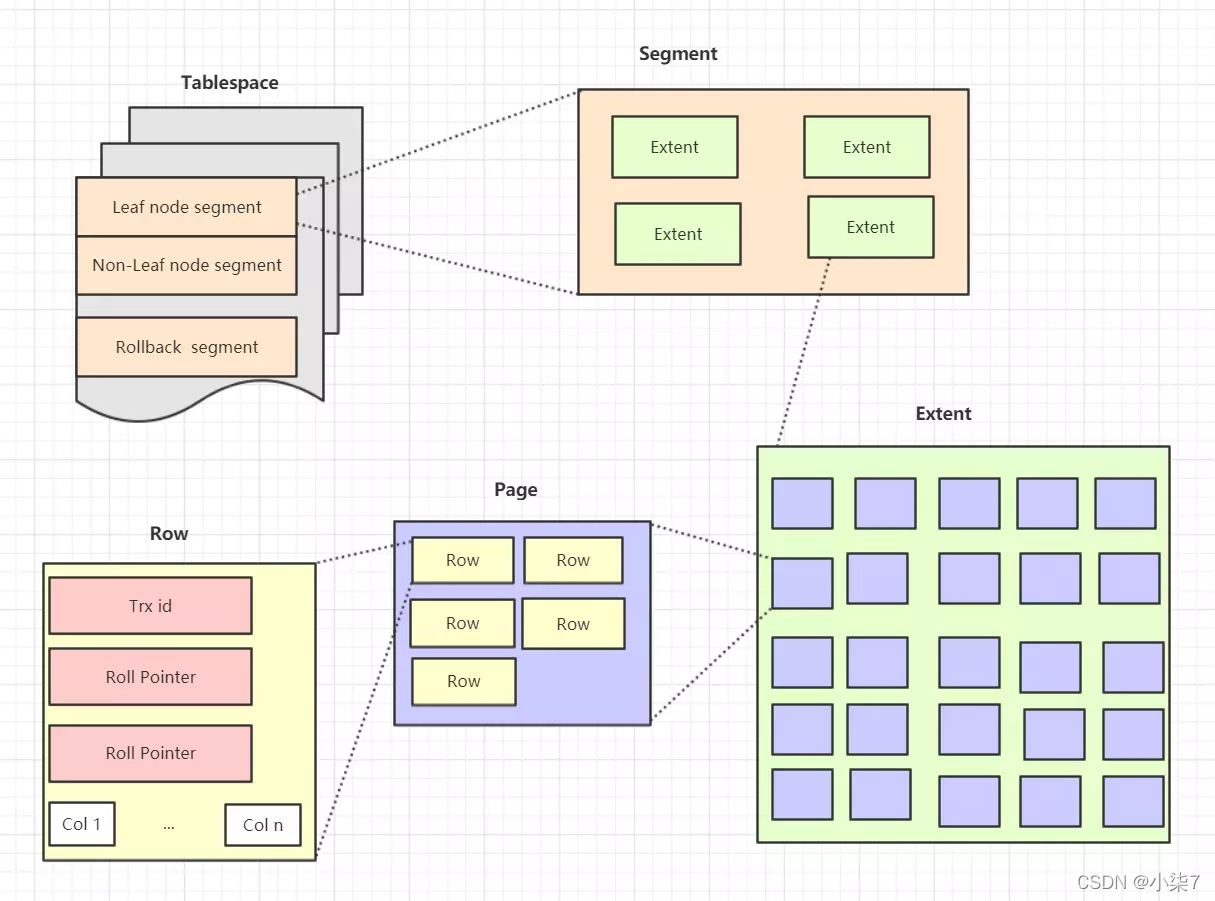 Segment
Tablespace
Extent
Extent
Leaf node segment
Extent
Extent
Non-Leaf node segment
Rollback  segment
Extent
Page
Row
Row
Row
Trx id
Row
Row
Roll Pointer
Row
Roll Pointer
Col 1
...
Col n
CSDN @小柒7